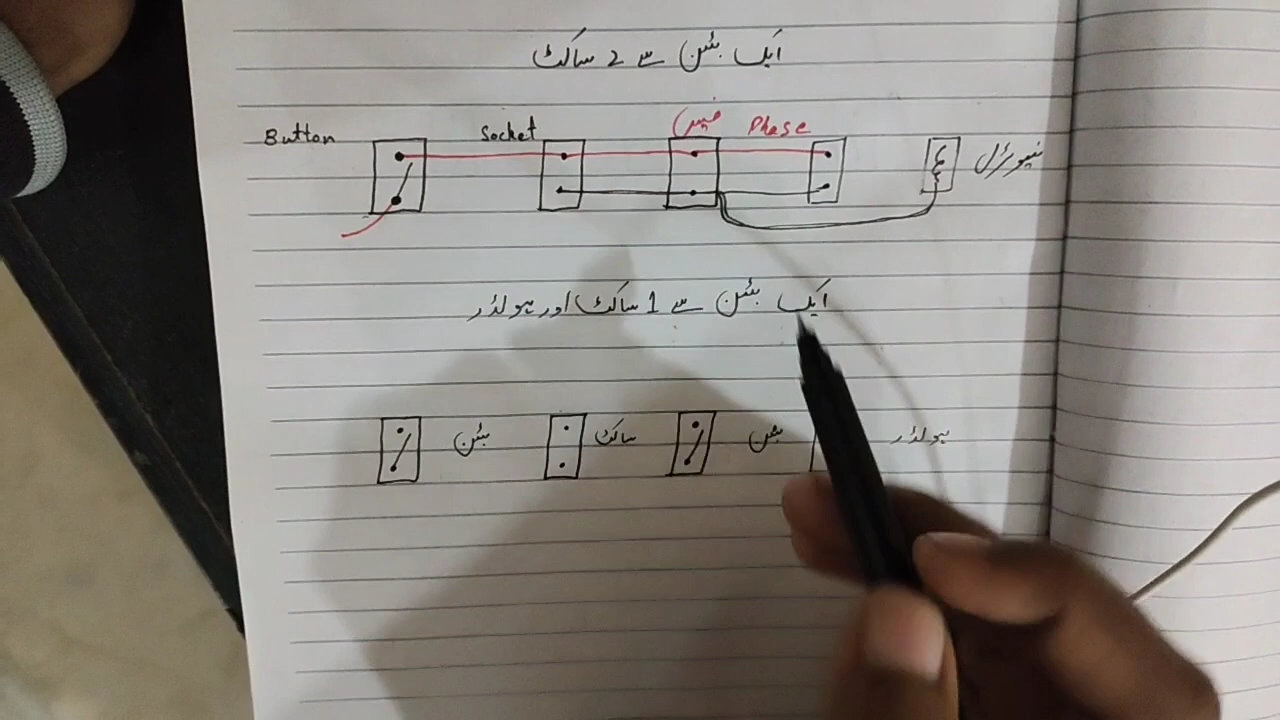 ایک بٹن سے 2 ساکٹ
Button Socket فیس Phase
نیوٹرل
ایک بٹن سے 1 ساکٹ اور ہولڈر
بٹن ساکٹ بٹن ہولڈر